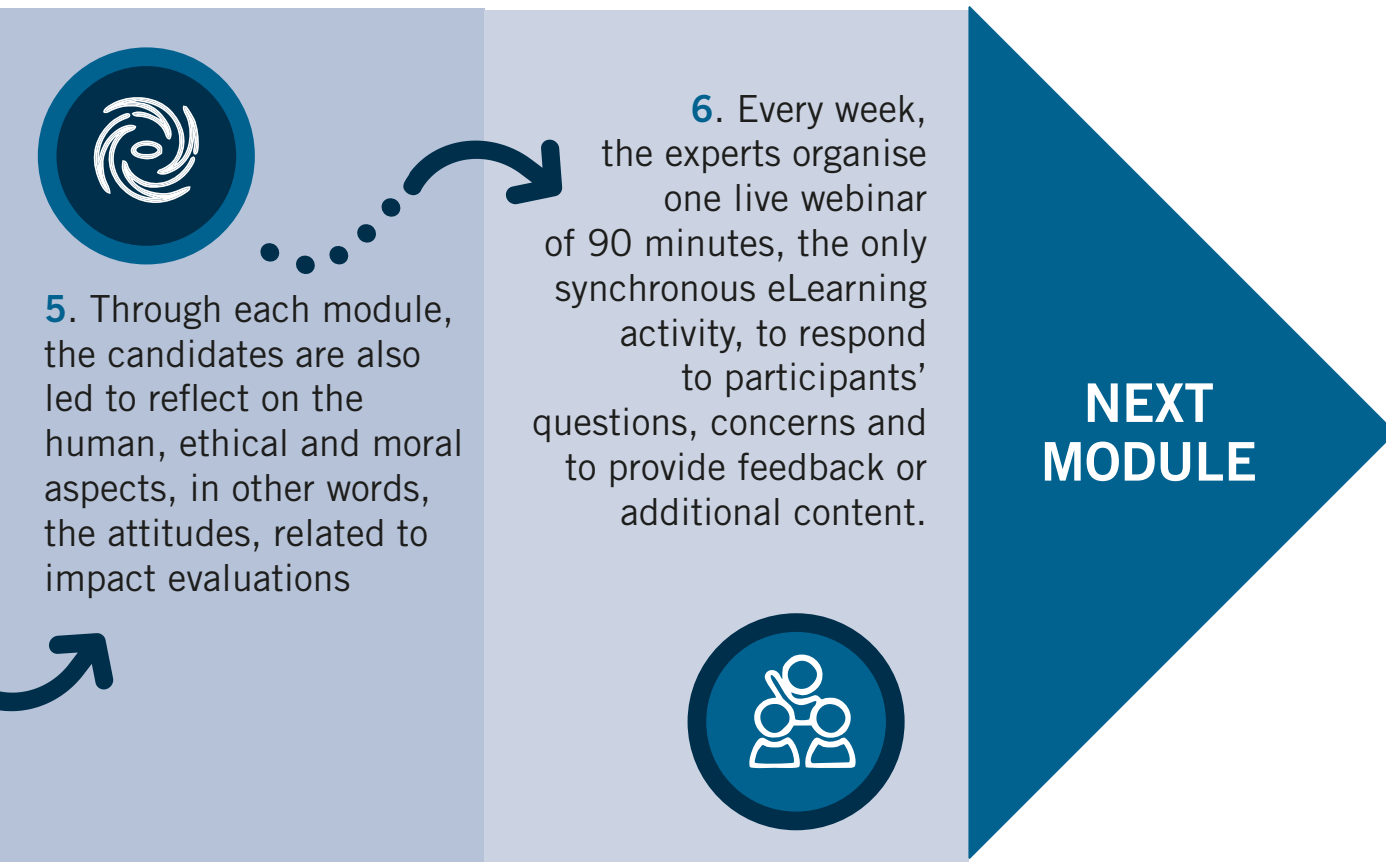 5. Through each module,
the candidates are also
led to reflect on the
human, ethical and moral
aspects, in other words,
the attitudes, related to
impact evaluations
6. Every week,
the experts organise
one live webinar
of 90 minutes, the only
synchronous eLearning
activity, to respond
to participants’
questions, concerns and
to provide feedback or
additional content.
NEXT
MODULE